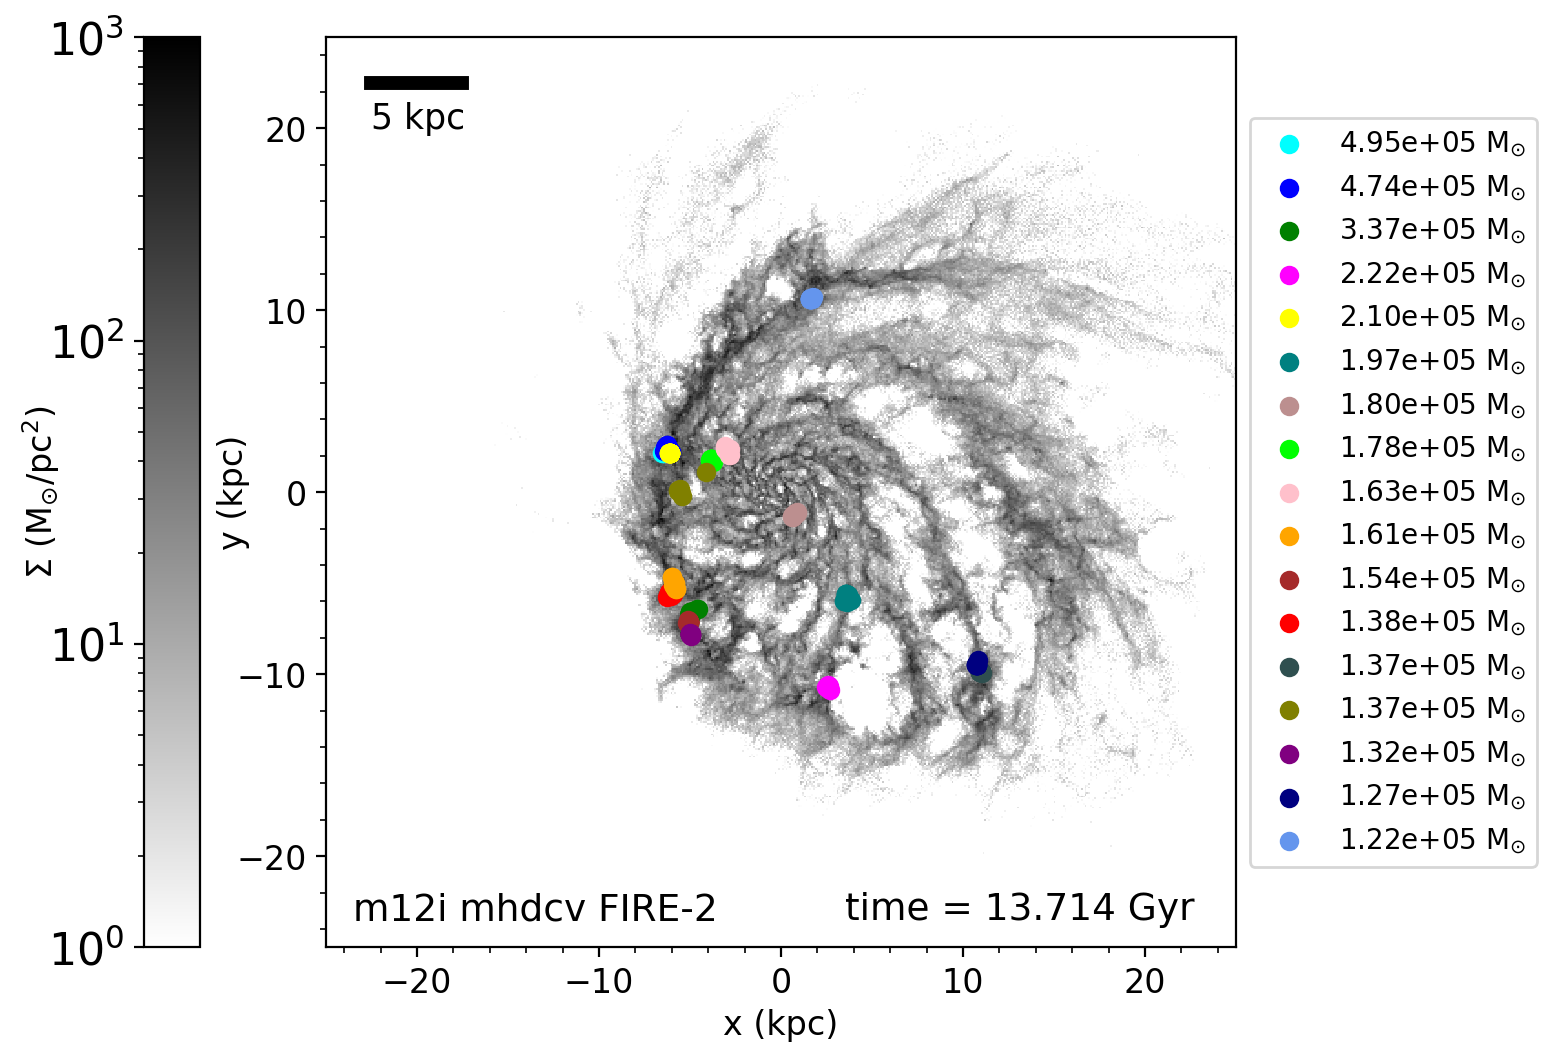 10³
10²
10¹
10⁰
Σ (M⊙/pc²)
y (kpc)
20
10
0
−10
−20
5 kpc
m12i mhdcv FIRE-2
time = 13.714 Gyr
−20
−10
0
10
20
x (kpc)
4.95e+05 M⊙
4.74e+05 M⊙
3.37e+05 M⊙
2.22e+05 M⊙
2.10e+05 M⊙
1.97e+05 M⊙
1.80e+05 M⊙
1.78e+05 M⊙
1.63e+05 M⊙
1.61e+05 M⊙
1.54e+05 M⊙
1.38e+05 M⊙
1.37e+05 M⊙
1.37e+05 M⊙
1.32e+05 M⊙
1.27e+05 M⊙
1.22e+05 M⊙